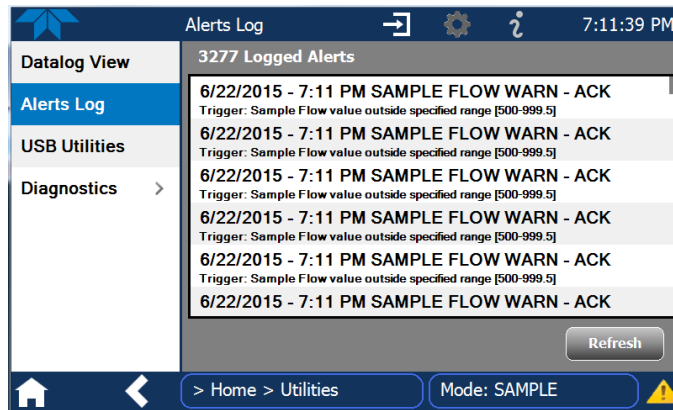 Alerts Log
7:11:39 PM
Datalog View
Alerts Log
USB Utilities
Diagnostics >
3277 Logged Alerts
6/22/2015 - 7:11 PM SAMPLE FLOW WARN - ACK
Trigger: Sample Flow value outside specified range [500-999.5]
6/22/2015 - 7:11 PM SAMPLE FLOW WARN - ACK
Trigger: Sample Flow value outside specified range [500-999.5]
6/22/2015 - 7:11 PM SAMPLE FLOW WARN - ACK
Trigger: Sample Flow value outside specified range [500-999.5]
6/22/2015 - 7:11 PM SAMPLE FLOW WARN - ACK
Trigger: Sample Flow value outside specified range [500-999.5]
6/22/2015 - 7:11 PM SAMPLE FLOW WARN - ACK
Trigger: Sample Flow value outside specified range [500-999.5]
6/22/2015 - 7:11 PM SAMPLE FLOW WARN - ACK
Refresh
> Home > Utilities
Mode: SAMPLE